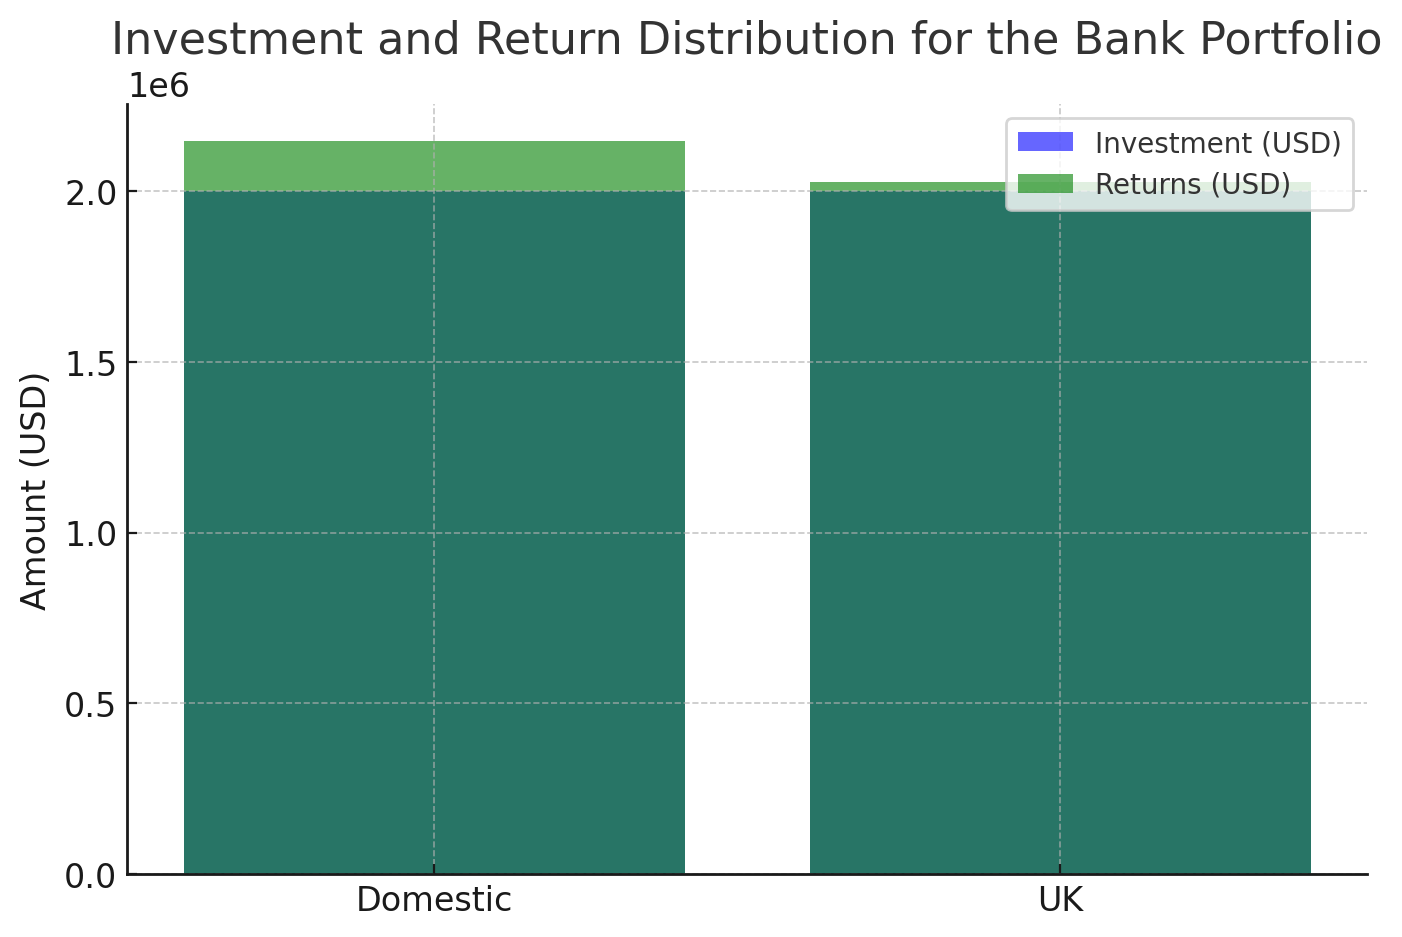 Investment and Return Distribution for the Bank Portfolio
1e6
Investment (USD)
Returns (USD)
2.0
1.5
1.0
0.5
0.0
Amount (USD)
Domestic
UK